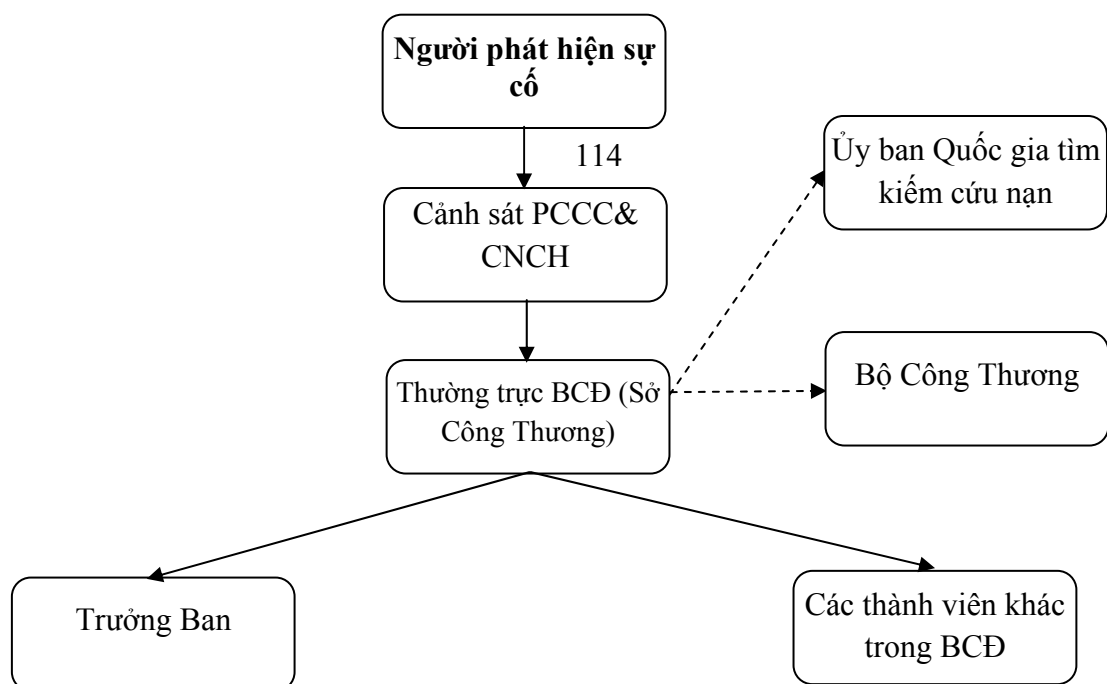 Người phát hiện sự
cố
114
Ủy ban Quốc gia tìm
kiếm cứu nạn
Cảnh sát PCCC&
CNCH
Bộ Công Thương
Thường trực BCĐ (Sở
Công Thương)
Trưởng Ban
Các thành viên khác
trong BCĐ